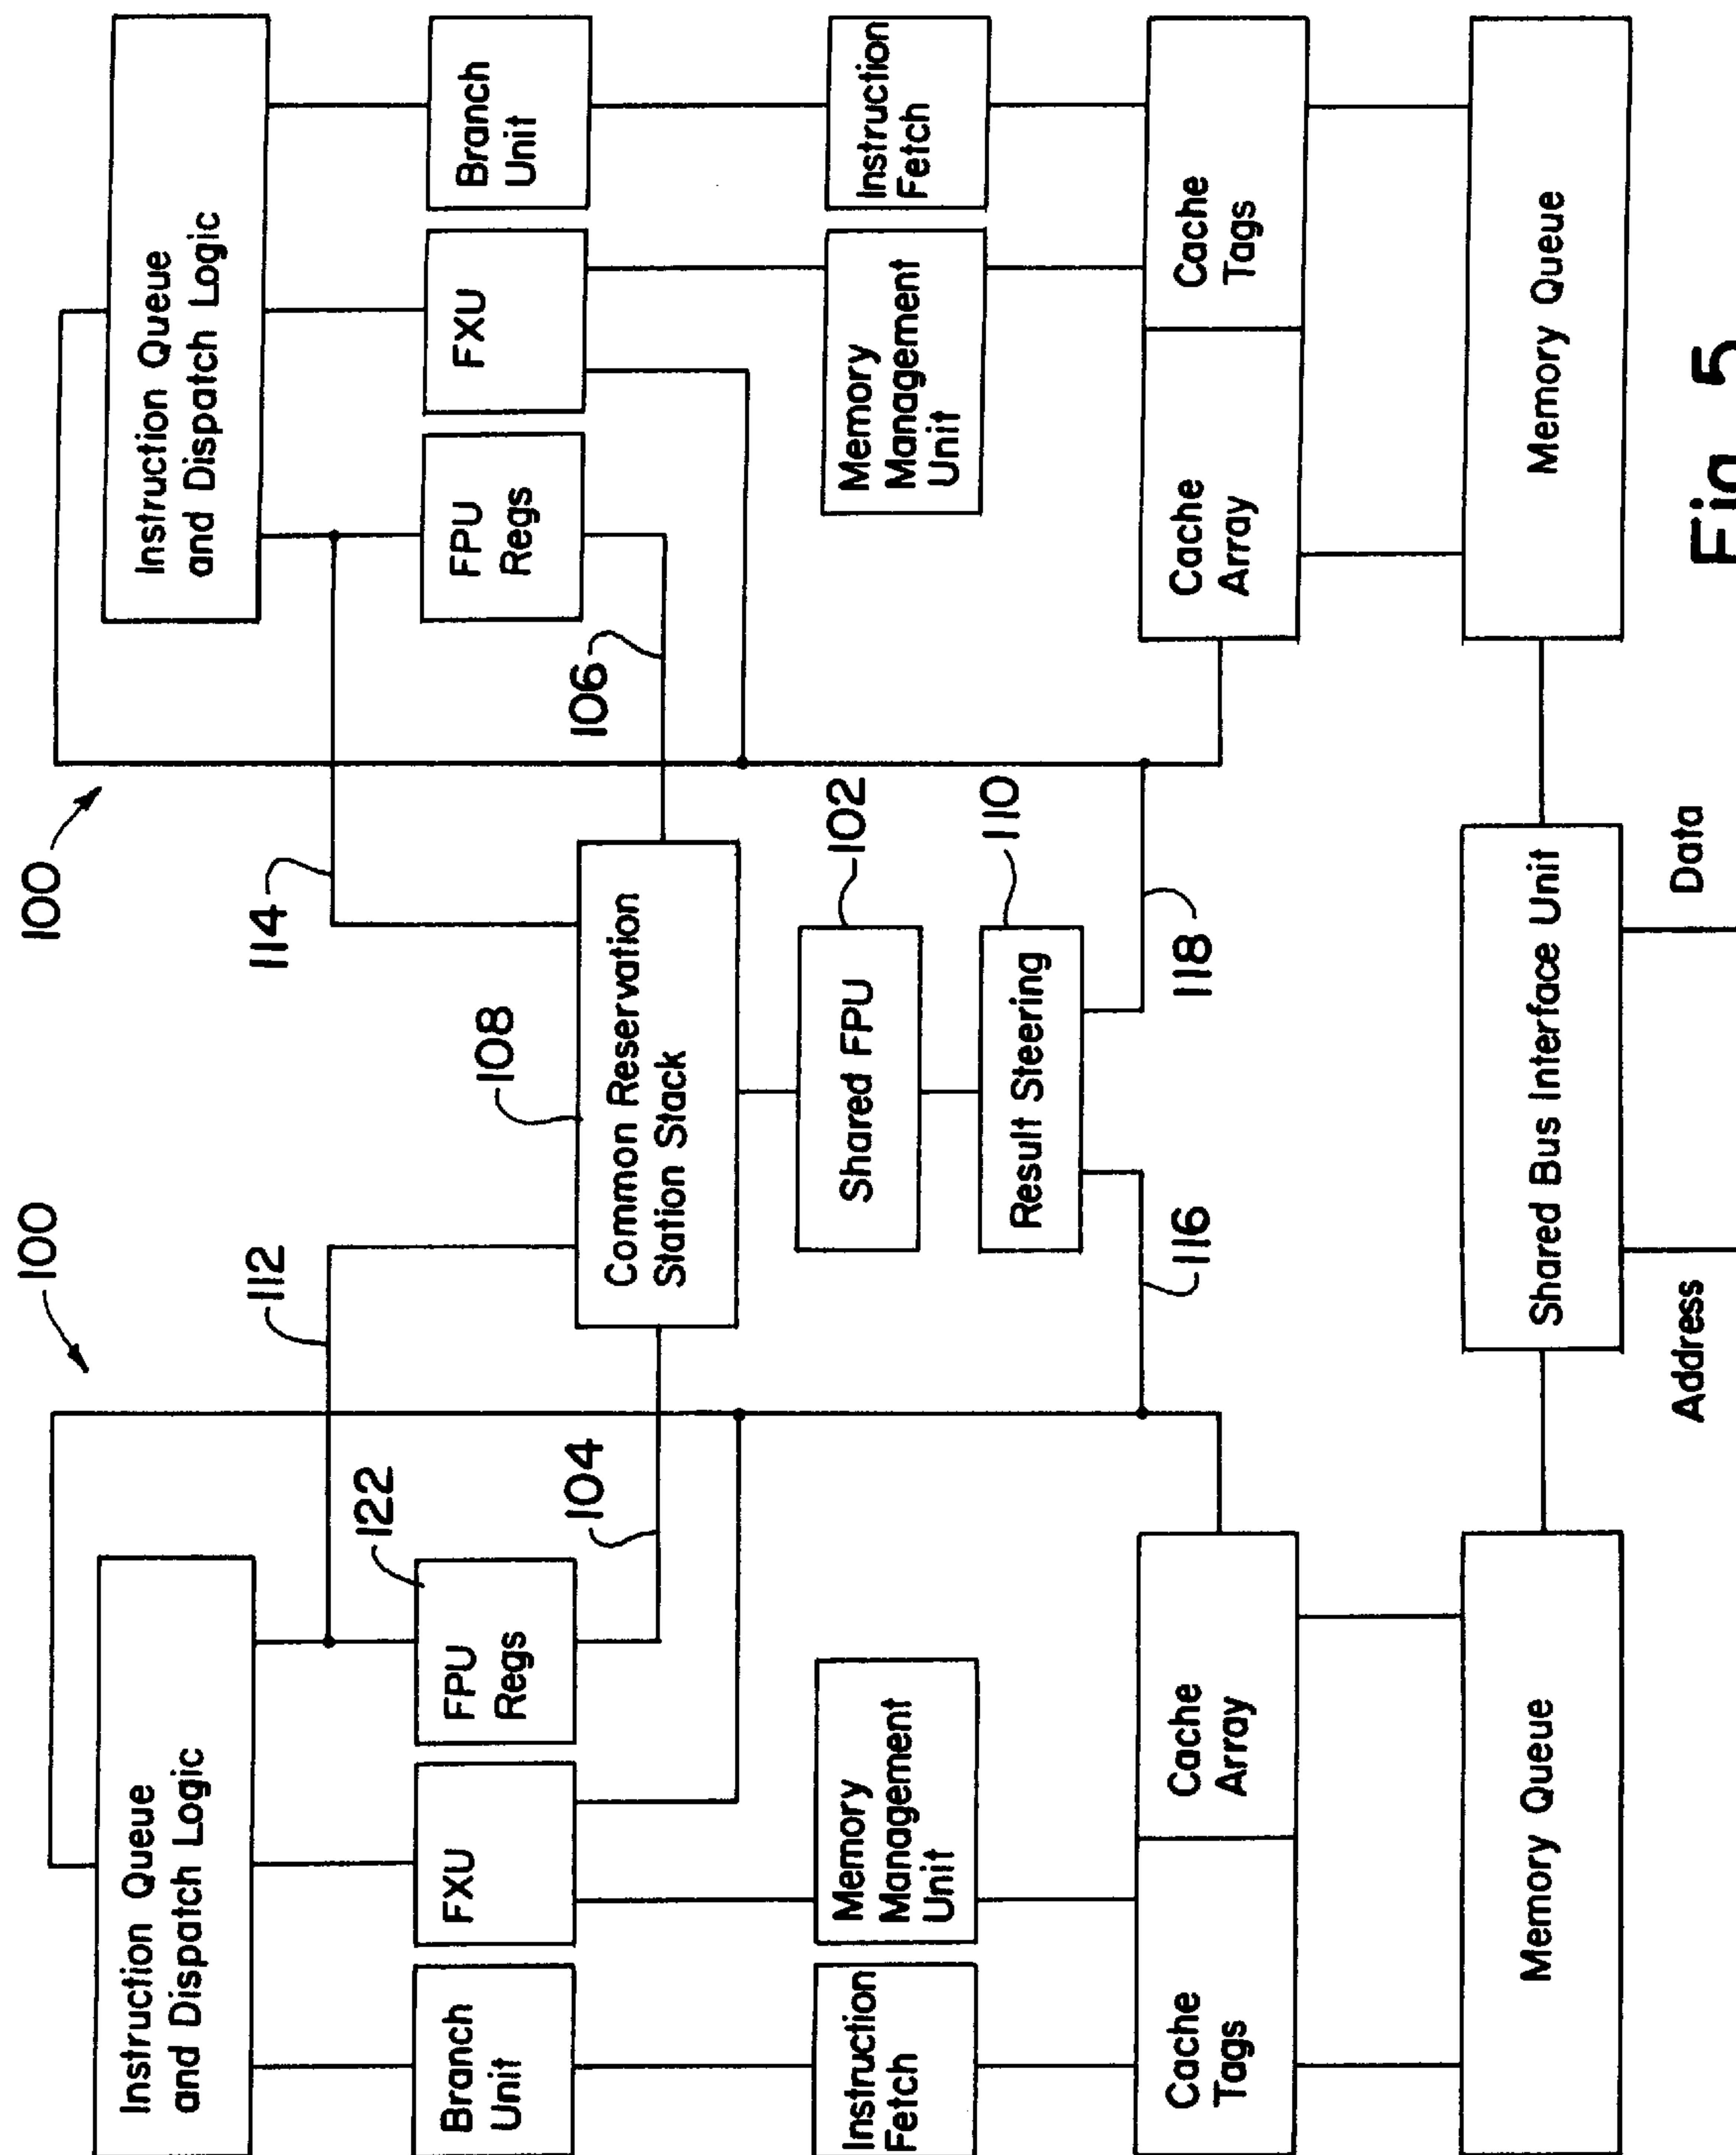 100
100
Instruction Queue
and Dispatch Logic
Instruction Queue
and Dispatch Logic
112
114
Branch
Unit
FXU
FPU
Regs
122
104
108
Common Reservation
Station Stack
106
FPU
Regs
FXU
Branch
Unit
Instruction
Fetch
Memory
Management
Unit
Shared FPU
102
Result Steering
110
Memory
Management
Unit
Instruction
Fetch
116
118
Cache
Tags
Cache
Array
Cache
Array
Cache
Tags
Memory Queue
Shared Bus Interface Unit
Memory Queue
Address
Data
Fig. 5